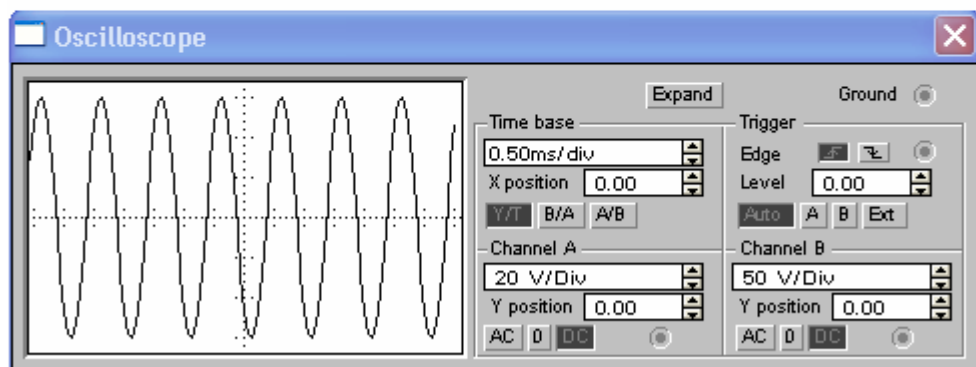 Oscilloscope
Expand Ground
Time base Trigger
0.50ms/div Edge
X position 0.00 Level 0.00
Y/T B/A A/B Auto A B Ext
Channel A Channel B
20 V/Div 50 V/Div
Y position 0.00 Y position 0.00
AC 0 DC AC 0 DC